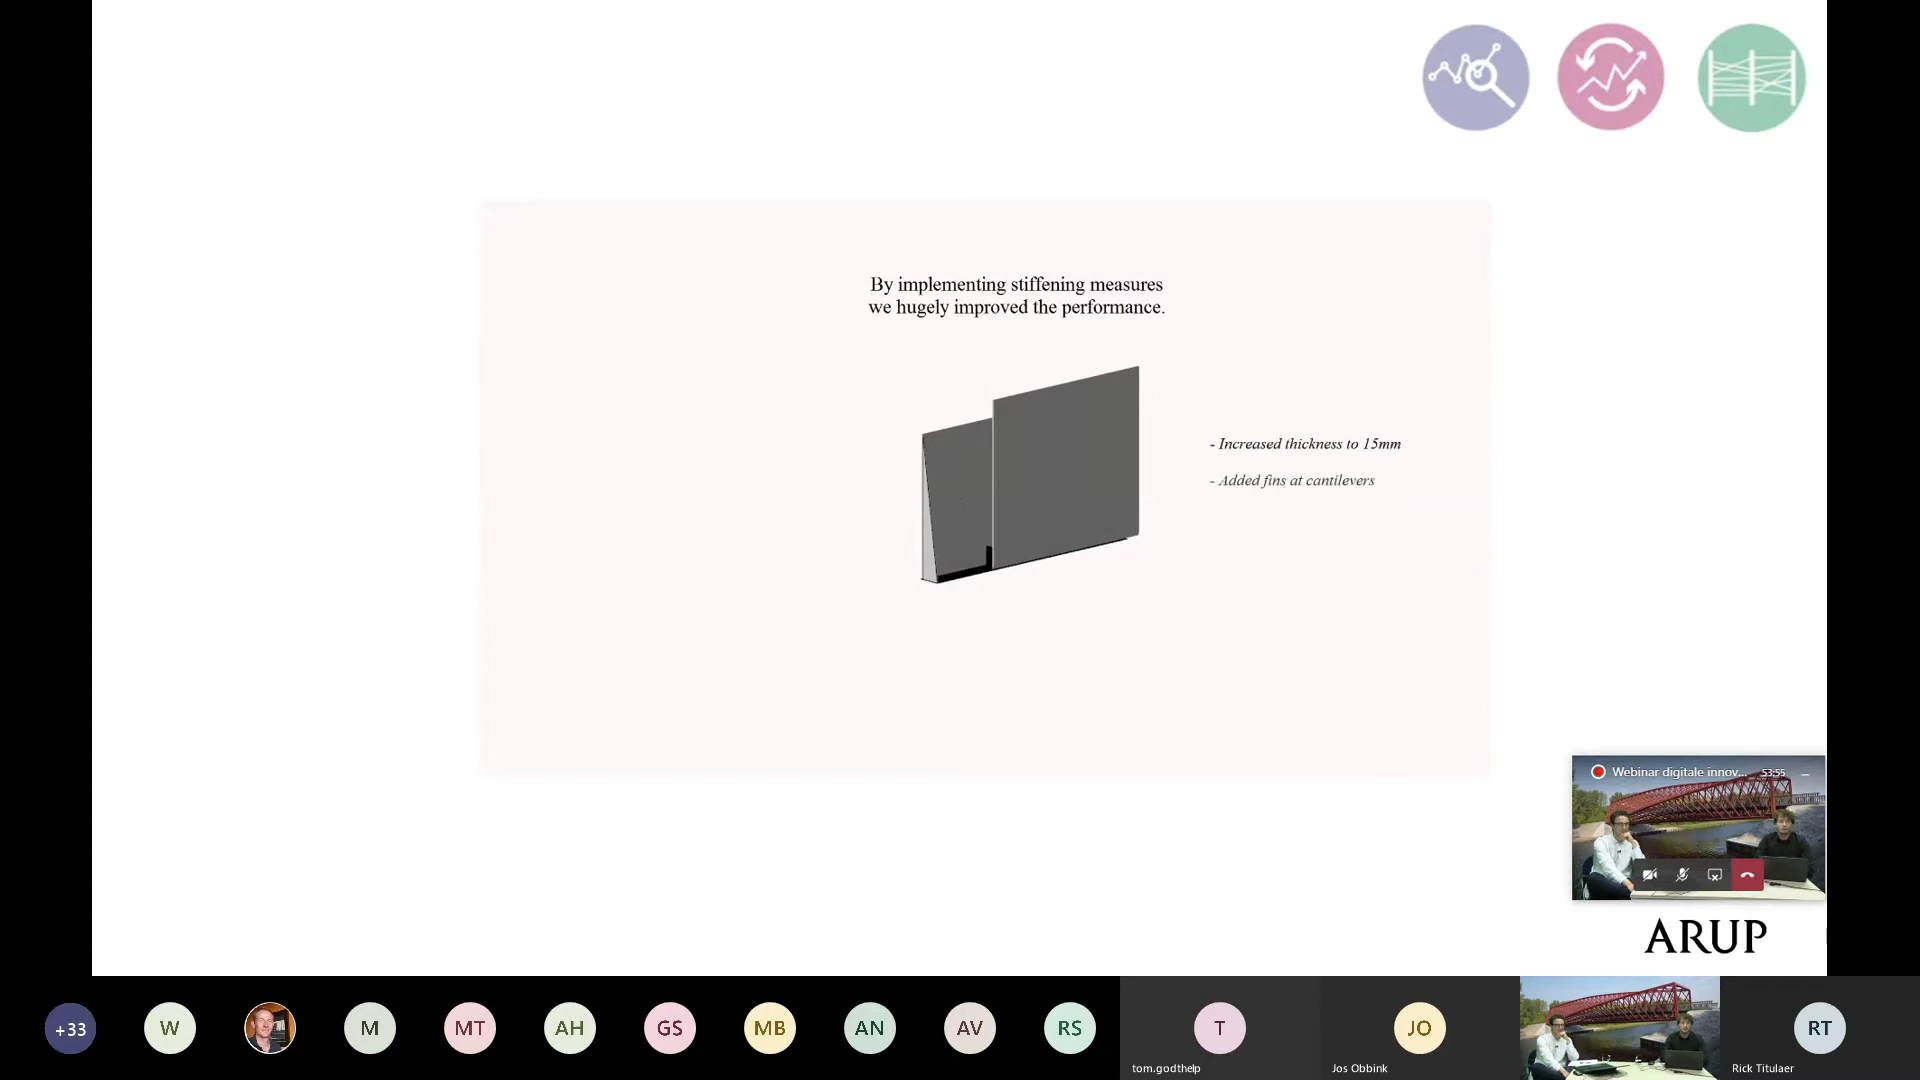 By implementing stiffening measures
we hugely improved the performance.
- Increased thickness to 15mm
- Added fins at cantilevers
Webinar digitale innov... 53:55
ARUP
+33
W
M
MT
AH
GS
MB
AN
AV
RS
T
JO
RT
tom.godthelp
Jos Obbink
Rick Titulaer